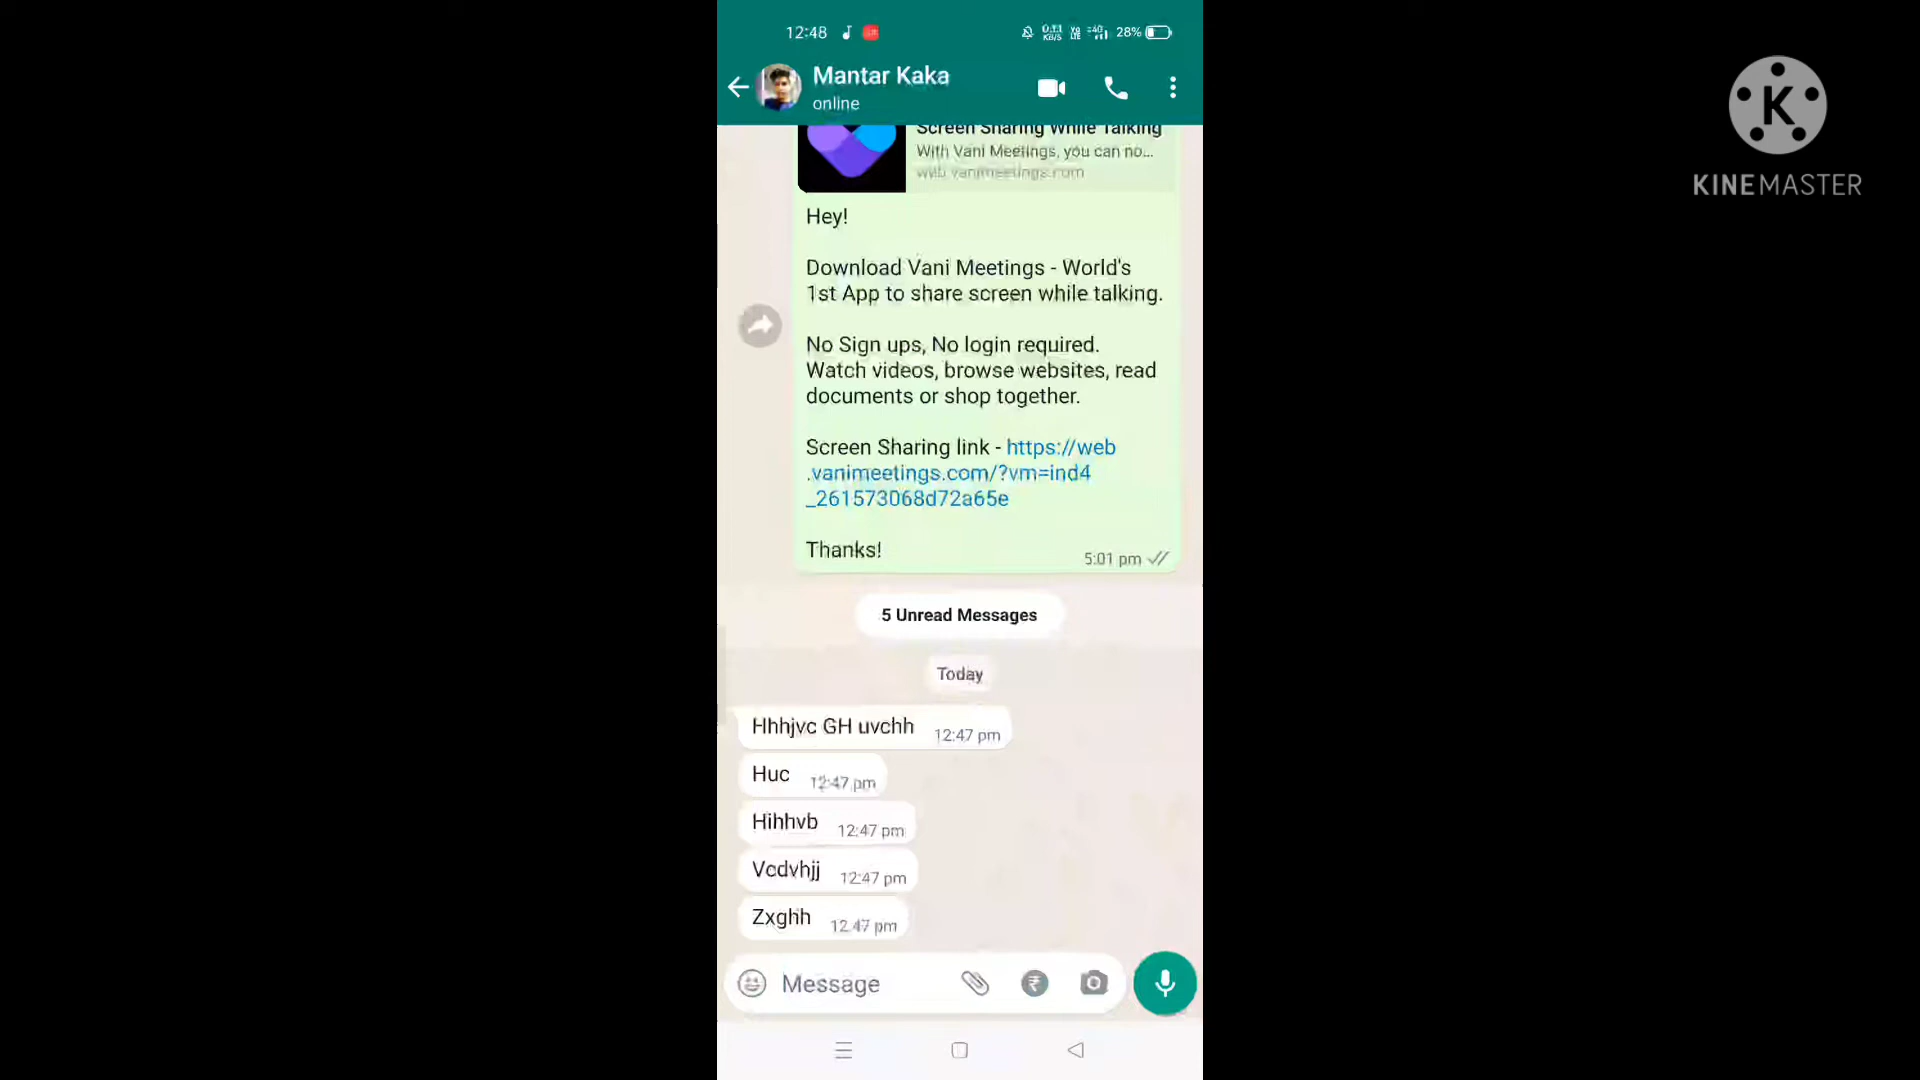 12:48 28%
Mantar Kaka
online
KINEMASTER
Screen Sharing While Talking
With Vani Meetings, you can no...
web.vanimeetings.com
Hey!
Download Vani Meetings - World's
1st App to share screen while talking.
No Sign ups, No login required.
Watch videos, browse websites, read
documents or shop together.
Screen Sharing link - https://web
.vanimeetings.com/?vm=ind4
_261573068d72a65e
Thanks!
5:01 pm
5 Unread Messages
Today
Hhhjvc GH uvchh 12:47 pm
Huc 12:47 pm
Hihhvb 12:47 pm
Vcdvhjj 12:47 pm
Zxghh 12:47 pm
Message